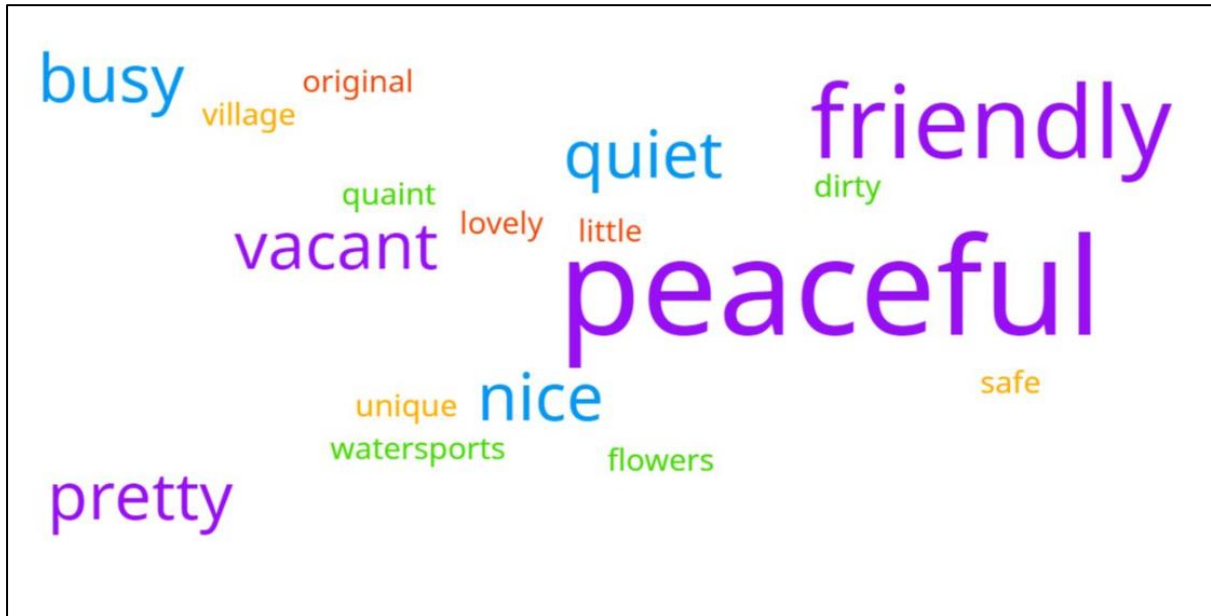 busy
original
friendly
village
quiet
dirty
quaint
lovely
little
vacant
peaceful
safe
nice
unique
watersports
flowers
pretty